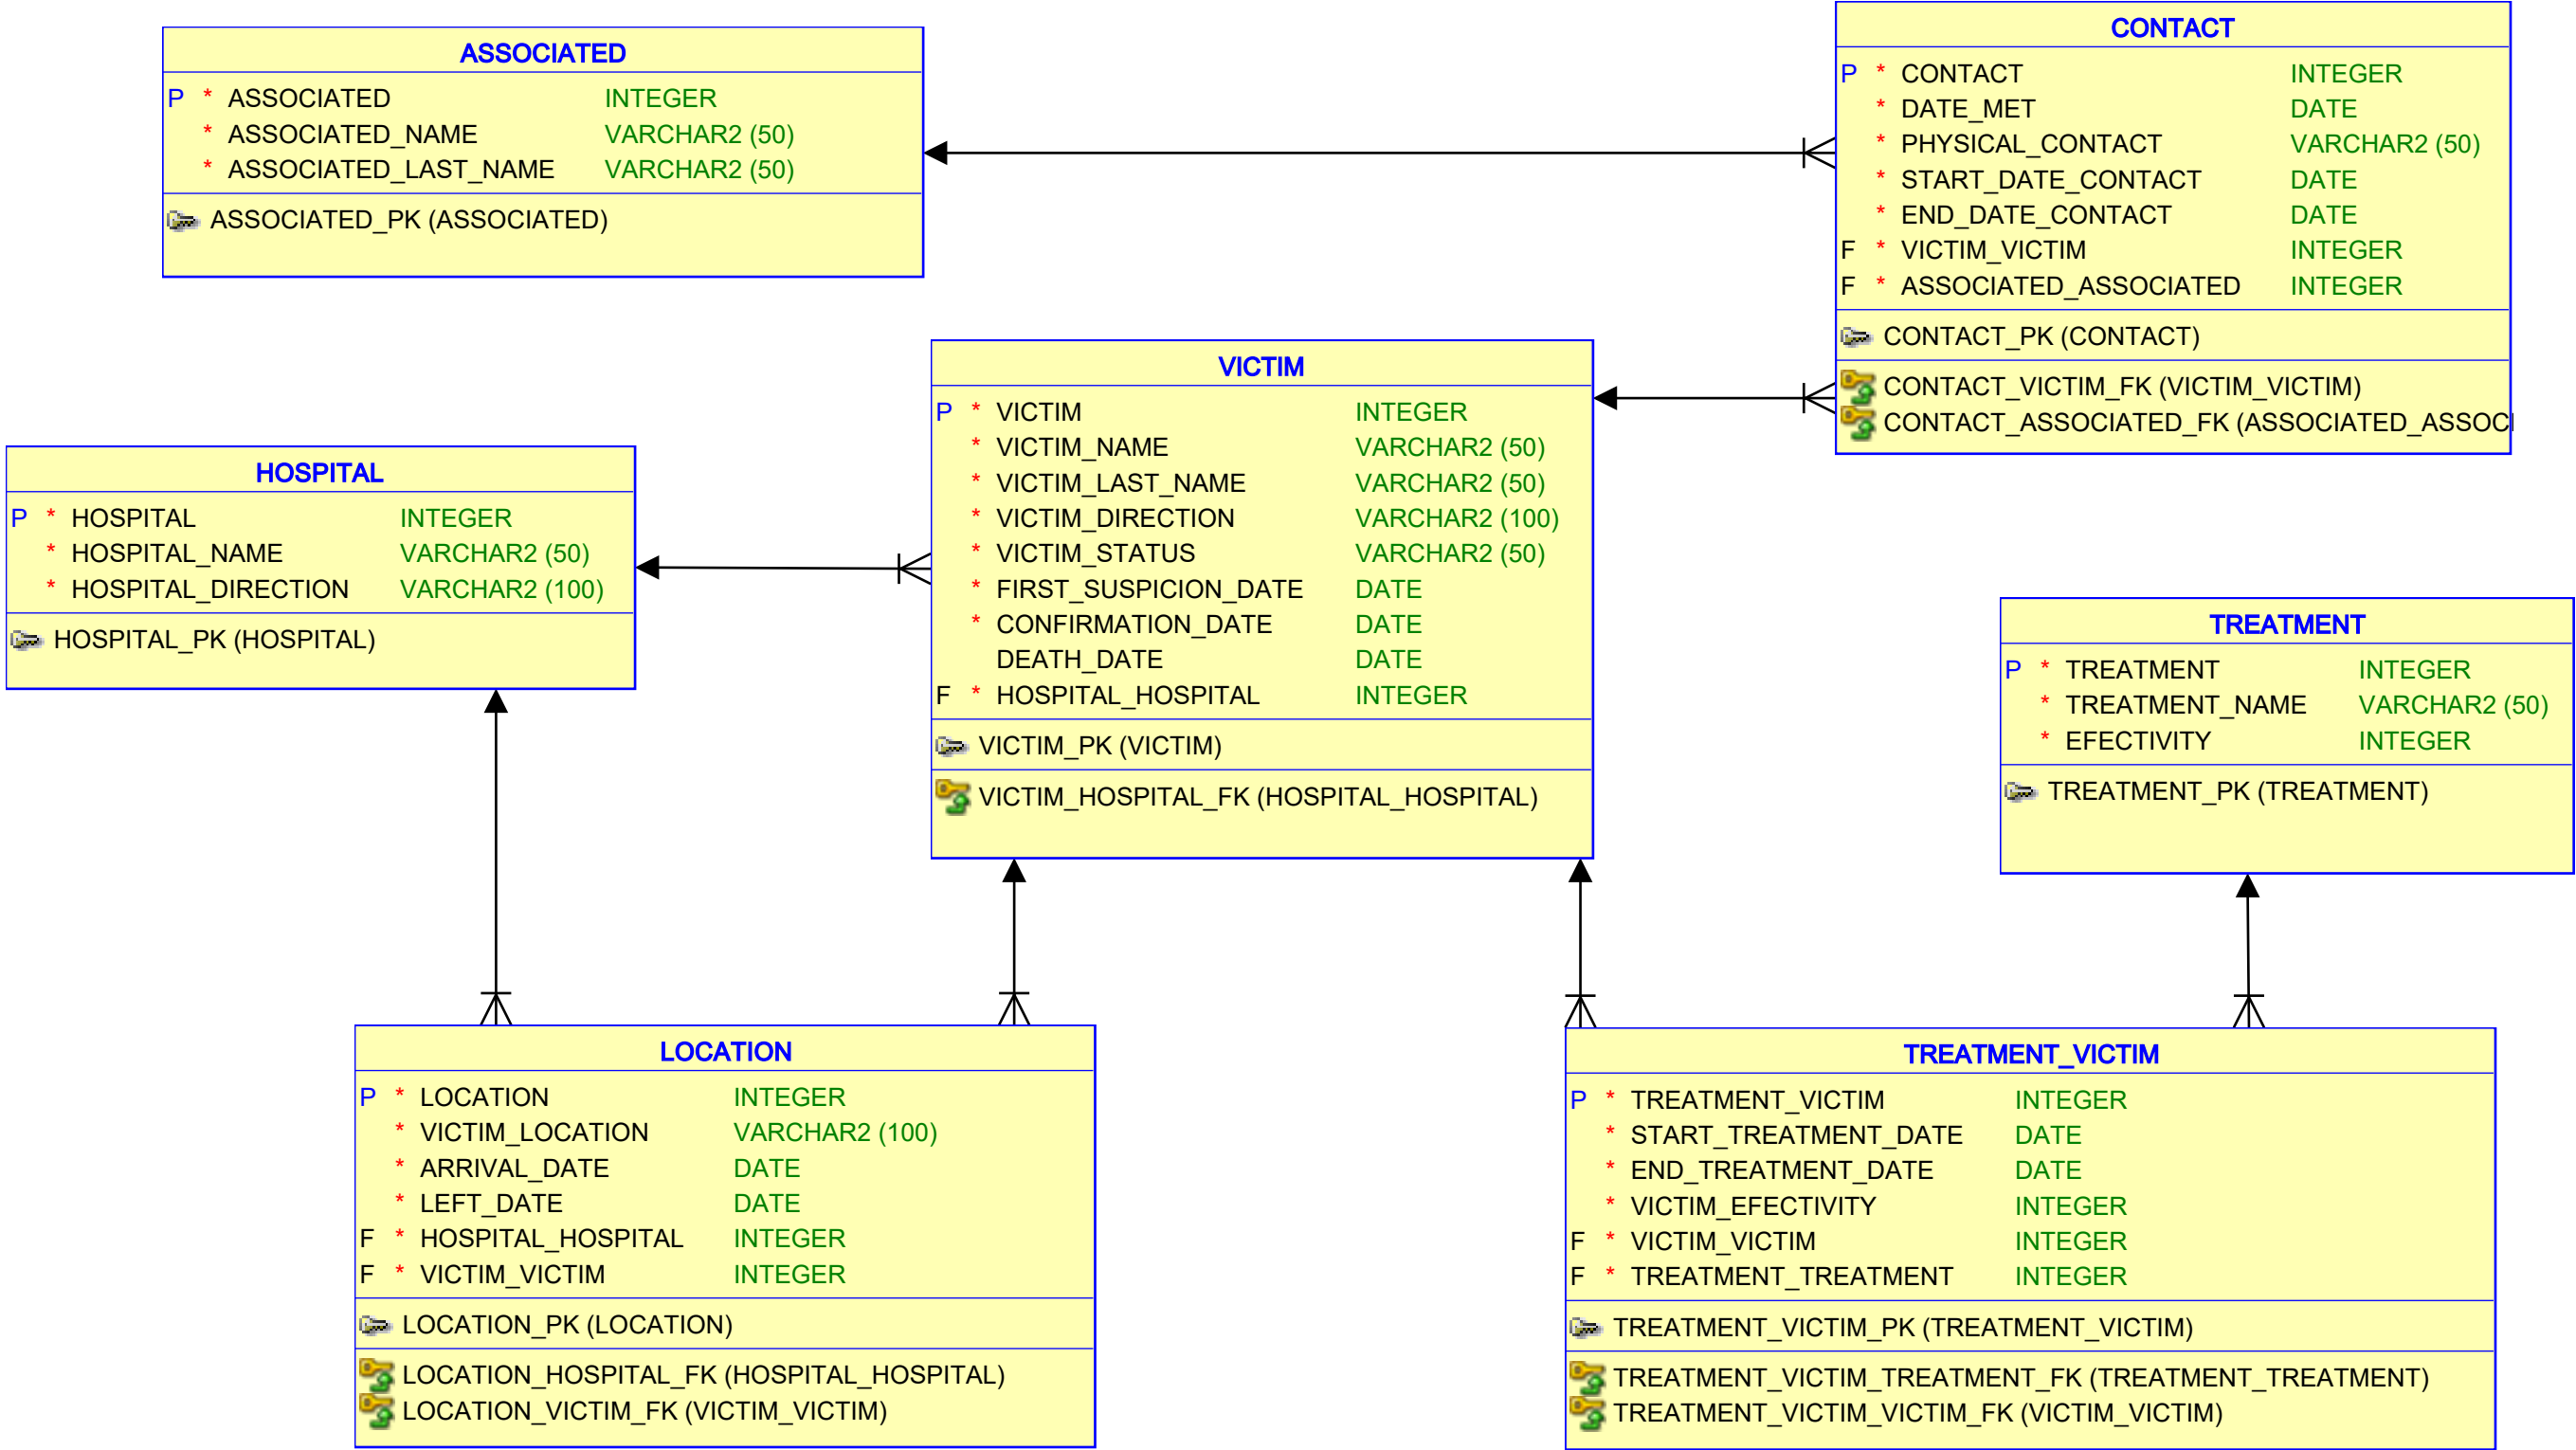 ASSOCIATED
P * ASSOCIATED INTEGER
* ASSOCIATED_NAME VARCHAR2 (50)
* ASSOCIATED_LAST_NAME VARCHAR2 (50)
ASSOCIATED_PK (ASSOCIATED)
CONTACT
P * CONTACT INTEGER
* DATE_MET DATE
* PHYSICAL_CONTACT VARCHAR2 (50)
* START_DATE_CONTACT DATE
* END_DATE_CONTACT DATE
F * VICTIM_VICTIM INTEGER
F * ASSOCIATED_ASSOCIATED INTEGER
CONTACT_PK (CONTACT)
CONTACT_VICTIM_FK (VICTIM_VICTIM)
CONTACT_ASSOCIATED_FK (ASSOCIATED_ASSOC
VICTIM
P * VICTIM INTEGER
* VICTIM_NAME VARCHAR2 (50)
* VICTIM_LAST_NAME VARCHAR2 (50)
* VICTIM_DIRECTION VARCHAR2 (100)
* VICTIM_STATUS VARCHAR2 (50)
* FIRST_SUSPICION_DATE DATE
* CONFIRMATION_DATE DATE
DEATH_DATE DATE
F * HOSPITAL_HOSPITAL INTEGER
VICTIM_PK (VICTIM)
VICTIM_HOSPITAL_FK (HOSPITAL_HOSPITAL)
HOSPITAL
P * HOSPITAL INTEGER
* HOSPITAL_NAME VARCHAR2 (50)
* HOSPITAL_DIRECTION VARCHAR2 (100)
HOSPITAL_PK (HOSPITAL)
TREATMENT
P * TREATMENT INTEGER
* TREATMENT_NAME VARCHAR2 (50)
* EFECTIVITY INTEGER
TREATMENT_PK (TREATMENT)
LOCATION
P * LOCATION INTEGER
* VICTIM_LOCATION VARCHAR2 (100)
* ARRIVAL_DATE DATE
* LEFT_DATE DATE
F * HOSPITAL_HOSPITAL INTEGER
F * VICTIM_VICTIM INTEGER
LOCATION_PK (LOCATION)
LOCATION_HOSPITAL_FK (HOSPITAL_HOSPITAL)
LOCATION_VICTIM_FK (VICTIM_VICTIM)
TREATMENT_VICTIM
P * TREATMENT_VICTIM INTEGER
* START_TREATMENT_DATE DATE
* END_TREATMENT_DATE DATE
* VICTIM_EFECTIVITY INTEGER
F * VICTIM_VICTIM INTEGER
F * TREATMENT_TREATMENT INTEGER
TREATMENT_VICTIM_PK (TREATMENT_VICTIM)
TREATMENT_VICTIM_TREATMENT_FK (TREATMENT_TREATMENT)
TREATMENT_VICTIM_VICTIM_FK (VICTIM_VICTIM)